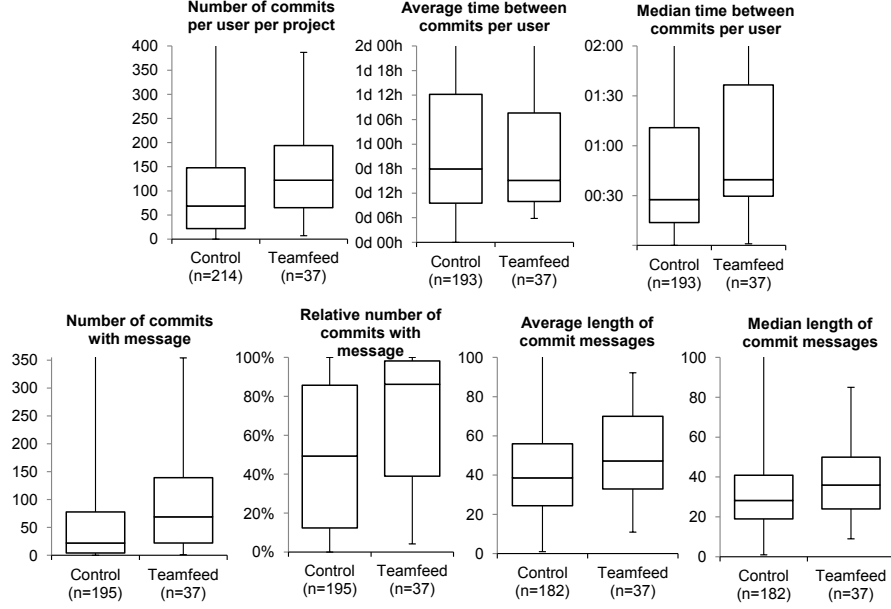 Number of commits
per user per project
400
350
300
250
200
150
100
50
0
Control
(n=214)
Teamfeed
(n=37)
Average time between
commits per user
2d 00h
1d 18h
1d 12h
1d 06h
1d 00h
0d 18h
0d 12h
0d 06h
0d 00h
Control
(n=193)
Teamfeed
(n=37)
Median time between
commits per user
02:00
01:30
01:00
00:30
Control
(n=193)
Teamfeed
(n=37)
Number of commits
with message
350
300
250
200
150
100
50
0
Control
(n=195)
Teamfeed
(n=37)
Relative number of
commits with
message
100%
80%
60%
40%
20%
0%
Control
(n=195)
Teamfeed
(n=37)
Average length of
commit messages
100
80
60
40
20
0
Control
(n=182)
Teamfeed
(n=37)
Median length of
commit messages
100
80
60
40
20
0
Control
(n=182)
Teamfeed
(n=37)